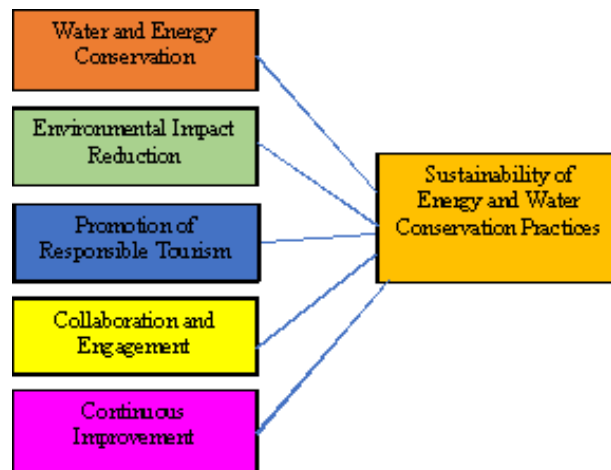 Water and Energy
Conservation
Environmental Impact
Reduction
Promotion of
Responsible Tourism
Collaboration and
Engagement
Continuous
Improvement
Sustainability of
Energy and Water
Conservation Practices